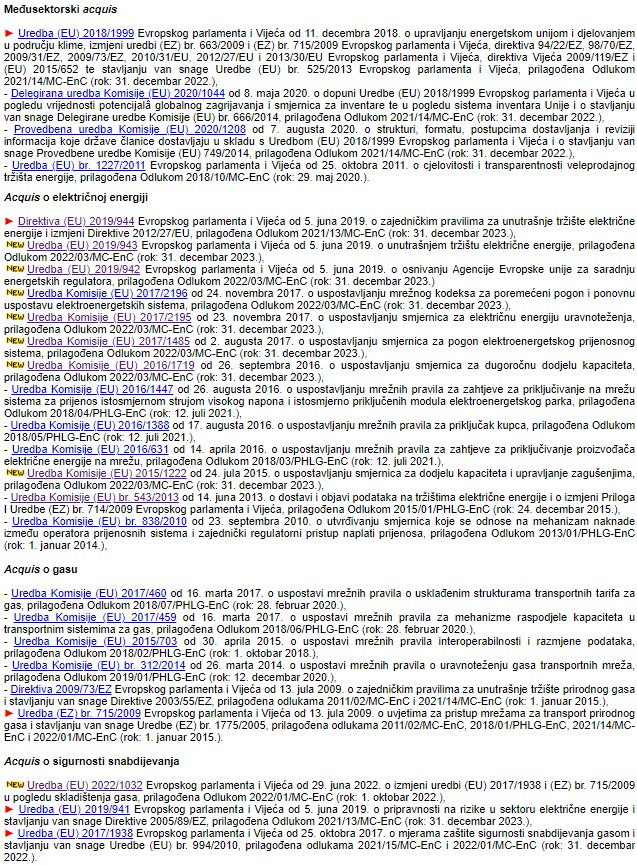 Međusektorski acquis
► Uredba (EU) 2018/1999 Evropskog parlamenta i Vijeća od 11. decembra 2018. o upravljanju energetskom unijom i djelovanjem
u području klime, izmjeni uredbi (EZ) br. 663/2009 i (EZ) br. 715/2009 Evropskog parlamenta i Vijeća, direktiva 94/22/EZ, 98/70/EZ,
2009/31/EZ, 2009/73/EZ, 2010/31/EU, 2012/27/EU i 2013/30/EU Evropskog parlamenta i Vijeća, direktiva Vijeća 2009/119/EZ i
(EU) 2015/652 te stavljanju van snage Uredbe (EU) br. 525/2013 Evropskog parlamenta i Vijeća, prilagođena Odlukom
2021/14/MC-EnC (rok: 31. decembar 2022.),
- Delegirana uredba Komisije (EU) 2020/1044 od 8. maja 2020. o dopuni Uredbe (EU) 2018/1999 Evropskog parlamenta i Vijeća u
pogledu vrijednosti potencijalâ globalnog zagrijavanja i smjernica za inventare te u pogledu sistema inventara Unije i o stavljanju
van snage Delegirane uredbe Komisije (EU) br. 666/2014, prilagođena Odlukom 2021/14/MC-EnC (rok: 31. decembar 2022.),
- Provedbena uredba Komisije (EU) 2020/1208 od 7. augusta 2020. o strukturi, formatu, postupcima dostavljanja i reviziji
informacija koje države članice dostavljaju u skladu s Uredbom (EU) 2018/1999 Evropskog parlamenta i Vijeća i o stavljanju van
snage Provedbene uredbe Komisije (EU) 749/2014, prilagođena Odlukom 2021/14/MC-EnC (rok: 31. decembar 2022.),
- Uredba (EU) br. 1227/2011 Evropskog parlamenta i Vijeća od 25. oktobra 2011. o cjelovitosti i transparentnosti veleprodajnog
tržišta energije, prilagođena Odlukom 2018/10/MC-EnC (rok: 29. maj 2020.).
Acquis o električnoj energiji
► Direktiva (EU) 2019/944 Evropskog parlamenta i Vijeća od 5. juna 2019. o zajedničkim pravilima za unutrašnje tržište električne
energije i izmjeni Direktive 2012/27/EU, prilagođena Odlukom 2021/13/MC-EnC (rok: 31. decembar 2023.),
NEW Uredba (EU) 2019/943 Evropskog parlamenta i Vijeća od 5. juna 2019. o unutrašnjem tržištu električne energije, prilagođena
Odlukom 2022/03/MC-EnC (rok: 31. decembar 2023.),
NEW Uredba (EU) 2019/942 Evropskog parlamenta i Vijeća od 5. juna 2019. o osnivanju Agencije Evropske unije za saradnju
energetskih regulatora, prilagođena Odlukom 2022/03/MC-EnC (rok: 31. decembar 2023.)
NEW Uredba Komisije (EU) 2017/2196 od 24. novembra 2017. o uspostavljanju mrežnog kodeksa za poremećeni pogon i ponovnu
uspostavu elektroenergetskih sistema, prilagođena Odlukom 2022/03/MC-EnC (rok: 31. decembar 2023.),
NEW Uredba Komisije (EU) 2017/2195 od 23. novembra 2017. o uspostavljanju smjernica za električnu energiju uravnoteženja,
prilagođena Odlukom 2022/03/MC-EnC (rok: 31. decembar 2023.),
NEW Uredba Komisije (EU) 2017/1485 od 2. augusta 2017. o uspostavljanju smjernica za pogon elektroenergetskog prijenosnog
sistema, prilagođena Odlukom 2022/03/MC-EnC (rok: 31. decembar 2023.),
NEW Uredba Komisije (EU) 2016/1719 od 26. septembra 2016. o uspostavljanju smjernica za dugoročnu dodjelu kapaciteta,
prilagođena Odlukom 2022/03/MC-EnC (rok: 31. decembar 2023.),
- Uredba Komisije (EU) 2016/1447 od 26. augusta 2016. o uspostavljanju mrežnih pravila za zahtjeve za priključivanje na mrežu
sistema za prijenos istosmjernom strujom visokog napona i istosmjerno priključenih modula elektroenergetskog parka, prilagođena
Odlukom 2018/04/PHLG-EnC (rok: 12. juli 2021.),
- Uredba Komisije (EU) 2016/1388 od 17. augusta 2016. o uspostavljanju mrežnih pravila za priključak kupca, prilagođena Odlukom
2018/05/PHLG-EnC (rok: 12. juli 2021.),
- Uredba Komisije (EU) 2016/631 od 14. aprila 2016. o uspostavljanju mrežnih pravila za zahtjeve za priključivanje proizvođača
električne energije na mrežu, prilagođena Odlukom 2018/03/PHLG-EnC (rok: 12. juli 2021.),
NEW Uredba Komisije (EU) 2015/1222 od 24. jula 2015. o uspostavljanju smjernica za dodjelu kapaciteta i upravljanje zagušenjima,
prilagođena Odlukom 2022/03/MC-EnC (rok: 31. decembar 2023.),
- Uredba Komisije (EU) br. 543/2013 od 14. juna 2013. o dostavi i objavi podataka na tržištima električne energije i o izmjeni Priloga
I Uredbe (EZ) br. 714/2009 Evropskog parlamenta i Vijeća, prilagođena Odlukom 2015/01/PHLG-EnC (rok: 24. decembar 2015.),
- Uredba Komisije (EU) br. 838/2010 od 23. septembra 2010. o utvrđivanju smjernica koje se odnose na mehanizam naknade
između operatora prijenosnih sistema i zajednički regulatorni pristup naplati prijenosa, prilagođena Odlukom 2013/01/PHLG-EnC
(rok: 1. januar 2014.),
Acquis o gasu
- Uredba Komisije (EU) 2017/460 od 16. marta 2017. o uspostavi mrežnih pravila o usklađenim strukturama transportnih tarifa za
gas, prilagođena Odlukom 2018/07/PHLG-EnC (rok: 28. februar 2020.),
- Uredba Komisije (EU) 2017/459 od 16. marta 2017. o uspostavi mrežnih pravila za mehanizme raspodjele kapaciteta u
transportnim sistemima za gas, prilagođena Odlukom 2018/06/PHLG-EnC (rok: 28. februar 2020.),
- Uredba Komisije (EU) 2015/703 od 30. aprila 2015. o uspostavi mrežnih pravila interoperabilnosti i razmjene podataka,
prilagođena Odlukom 2018/02/PHLG-EnC (rok: 1. oktobar 2018.),
- Uredba Komisije (EU) br. 312/2014 od 26. marta 2014. o uspostavi mrežnih pravila o uravnoteženju gasa transportnih mreža,
prilagođena Odlukom 2019/01/PHLG-EnC (rok: 12. decembar 2020.),
- Direktiva 2009/73/EZ Evropskog parlamenta i Vijeća od 13. jula 2009. o zajedničkim pravilima za unutrašnje tržište prirodnog gasa
i stavljanju van snage Direktive 2003/55/EZ, prilagođena odlukama 2011/02/MC-EnC i 2021/14/MC-EnC (rok: 1. januar 2015.),
► Uredba (EZ) br. 715/2009 Evropskog parlamenta i Vijeća od 13. jula 2009. o uvjetima za pristup mrežama za transport prirodnog
gasa i stavljanju van snage Uredbe (EZ) br. 1775/2005, prilagođena odlukama 2011/02/MC-EnC, 2018/01/PHLG-EnC, 2021/14/MC-
EnC i 2022/01/MC-EnC (rok: 1. januar 2015.).
Acquis o sigurnosti snabdijevanja
NEW Uredba (EU) 2022/1032 Evropskog parlamenta i Vijeća od 29. juna 2022. o izmjeni uredbi (EU) 2017/1938 i (EZ) br. 715/2009
u pogledu skladištenja gasa, prilagođena Odlukom 2022/01/MC-EnC (rok: 1. oktobar 2022.),
► Uredba (EU) 2019/941 Evropskog parlamenta i Vijeća od 5. juna 2019. o pripravnosti na rizike u sektoru električne energije i
stavljanju van snage Direktive 2005/89/EZ, prilagođena Odlukom 2021/13/MC-EnC (rok: 31. decembar 2023.),
► Uredba (EU) 2017/1938 Evropskog parlamenta i Vijeća od 25. oktobra 2017. o mjerama zaštite sigurnosti snabdijevanja gasom i
stavljanju van snage Uredbe (EU) br. 994/2010, prilagođena odlukama 2021/15/MC-EnC i 2022/01/MC-EnC (rok: 31. decembar
2022.)